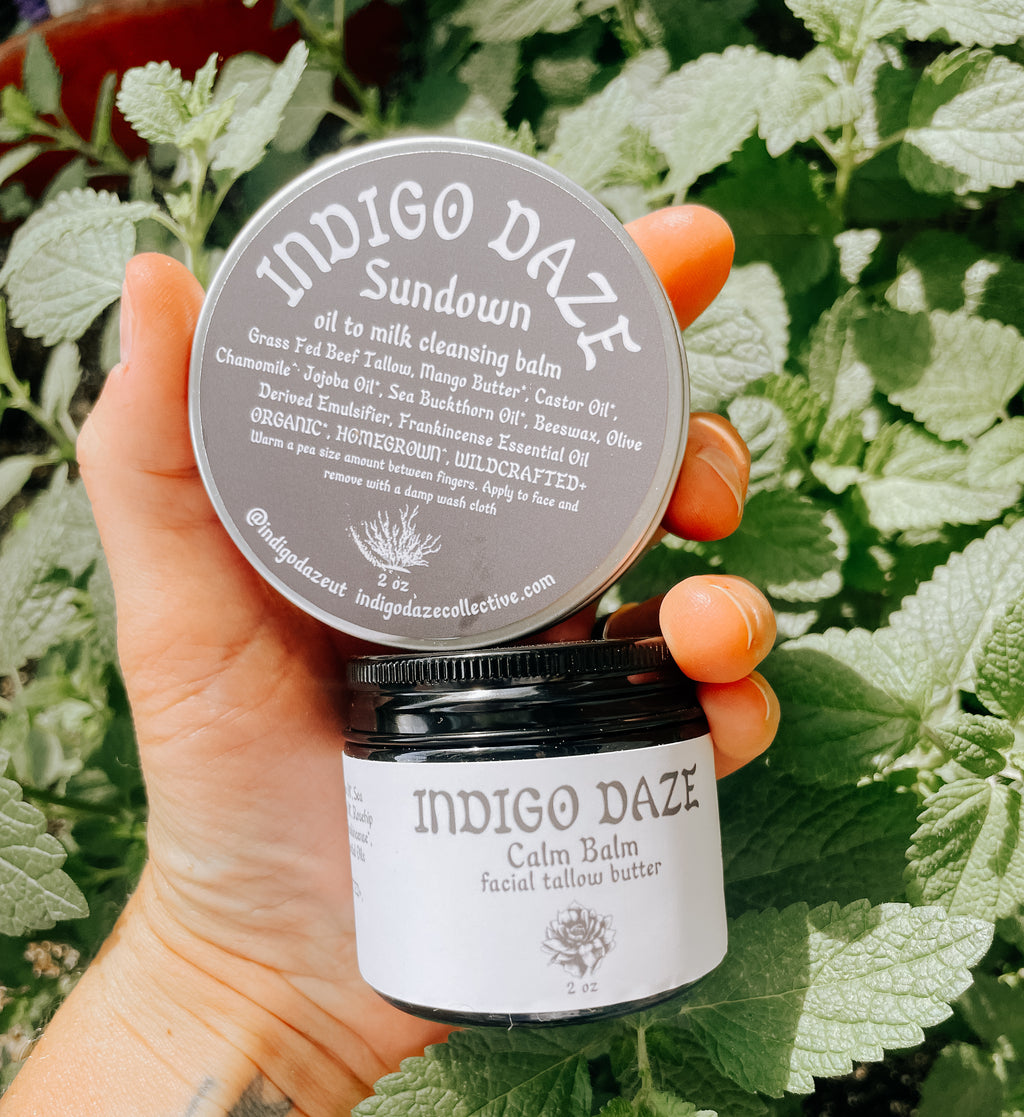 INDIGO DAZE
Sundown
oil to milk cleansing balm
Grass Fed Beef Tallow, Mango Butter*, Castor Oil*,
Chamomile^, Jojoba Oil*, Sea Buckthorn Oil*, Beeswax, Olive
Derived Emulsifier, Frankincense Essential Oil
ORGANIC*, HOMEGROWN^, WILDCRAFTED+
Warm a pea size amount between fingers. Apply to face and
remove with a damp wash cloth
2 oz
@indigodazeut indigodazecollective.com
INDIGO DAZE
Calm Balm
facial tallow butter
2 oz
Sea
Rosehip